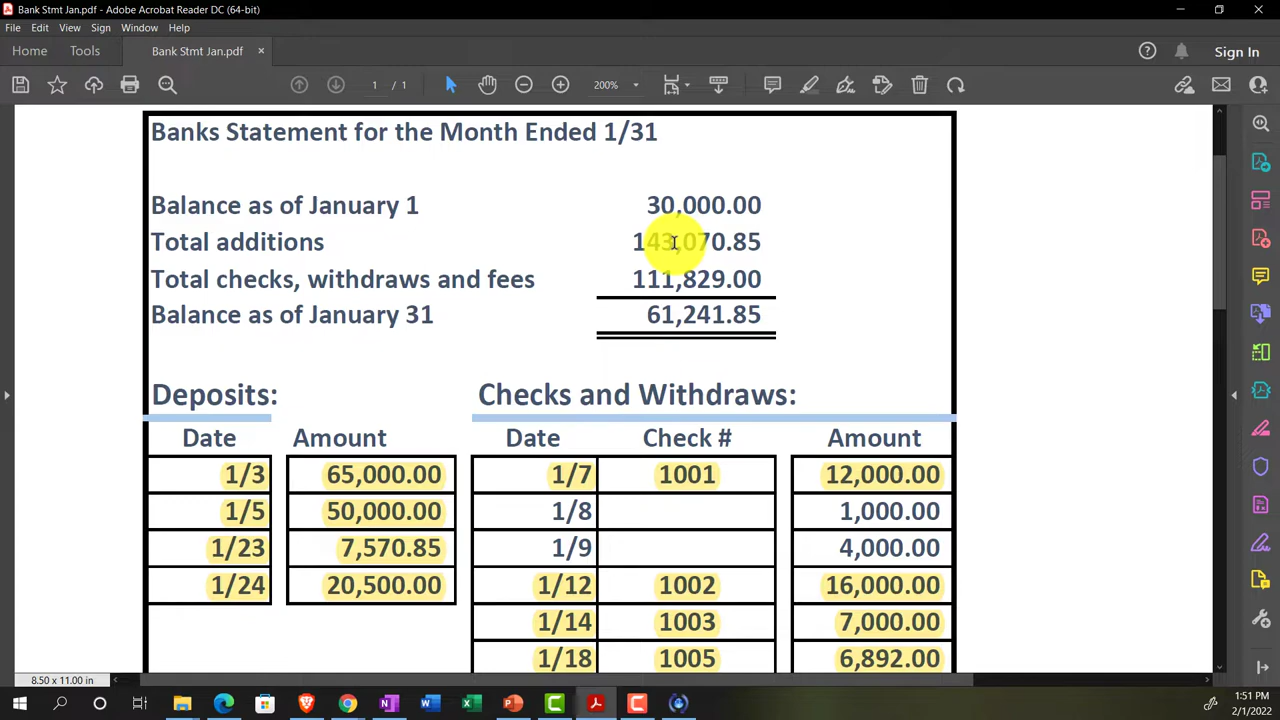 Bank Stmt Jan.pdf - Adobe Acrobat Reader DC (64-bit)
File Edit View Sign Window Help
Home Tools Bank Stmt Jan.pdf × Sign In
1 / 1 200%
Banks Statement for the Month Ended 1/31
Balance as of January 1 30,000.00
Total additions 143,070.85
Total checks, withdraws and fees 111,829.00
Balance as of January 31 61,241.85
Deposits: Checks and Withdraws:
Date Amount Date Check # Amount
1/3 65,000.00 1/7 1001 12,000.00
1/5 50,000.00 1/8 1,000.00
1/23 7,570.85 1/9 4,000.00
1/24 20,500.00 1/12 1002 16,000.00
1/14 1003 7,000.00
1/18 1005 6,892.00
8.50 x 11.00 in
1:51 PM
2/1/2022